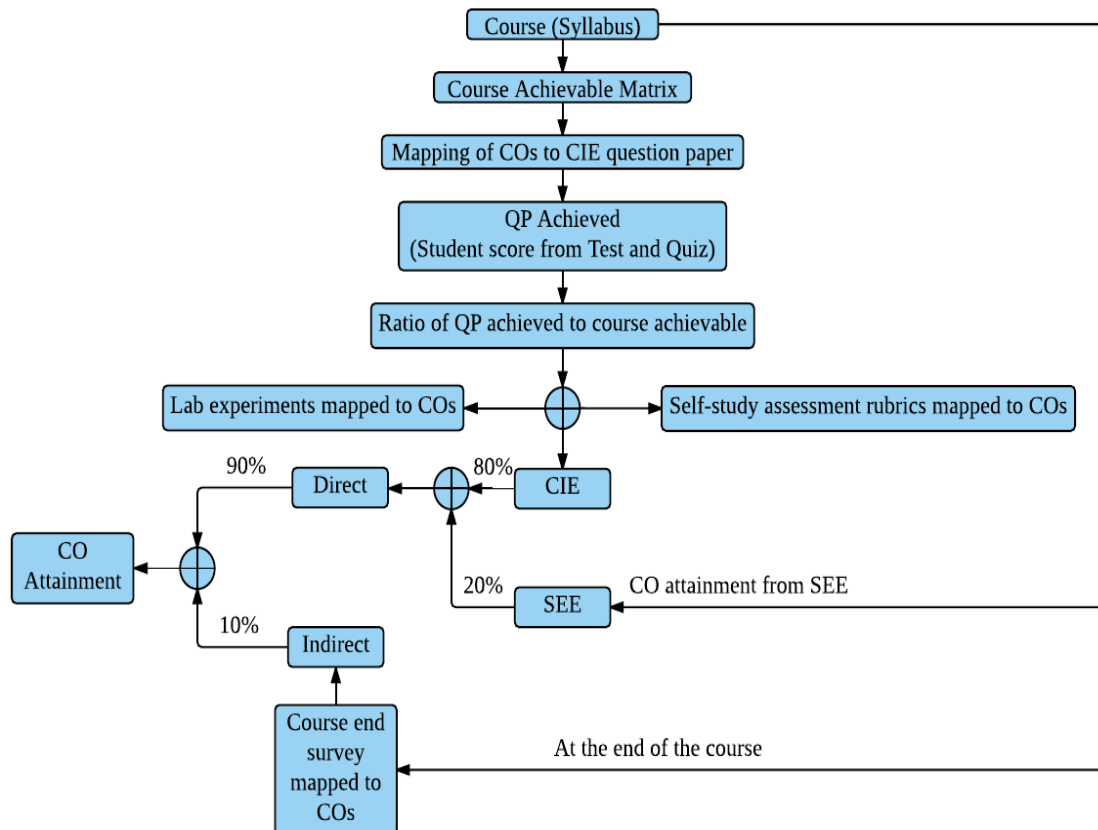 Course (Syllabus)
Course Achievable Matrix
Mapping of COs to CIE question paper
QP Achieved
(Student score from Test and Quiz)
Ratio of QP achieved to course achievable
Lab experiments mapped to COs
Self-study assessment rubrics mapped to COs
90%
Direct
80%
CIE
CO
Attainment
20%
SEE
CO attainment from SEE
10%
Indirect
Course end
survey
mapped to
COs
At the end of the course